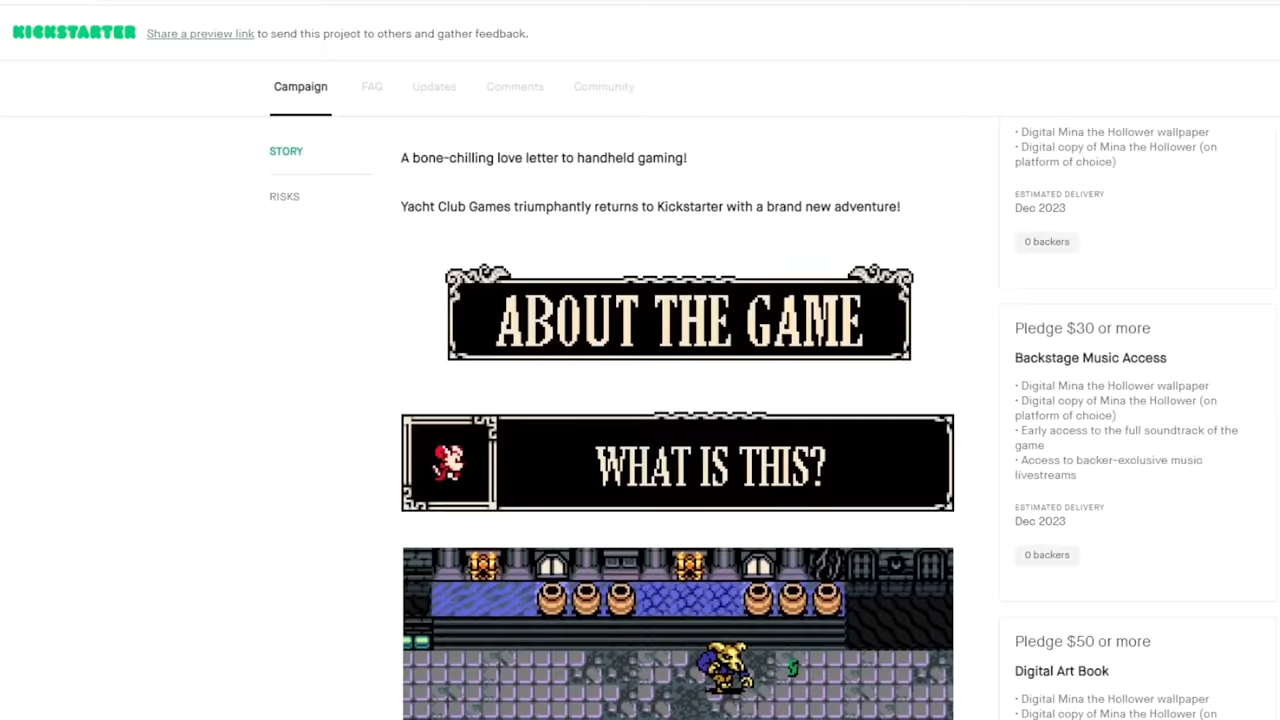 KICKSTARTER
Share a preview link to send this project to others and gather feedback.
Campaign
FAQ
Updates
Comments
Community
STORY
RISKS
A bone-chilling love letter to handheld gaming!
Yacht Club Games triumphantly returns to Kickstarter with a brand new adventure!
ABOUT THE GAME
WHAT IS THIS?
• Digital Mina the Hollower wallpaper
• Digital copy of Mina the Hollower (on
platform of choice)
ESTIMATED DELIVERY
Dec 2023
0 backers
Pledge $30 or more
Backstage Music Access
• Digital Mina the Hollower wallpaper
• Digital copy of Mina the Hollower (on
platform of choice)
• Early access to the full soundtrack of the
game
• Access to backer-exclusive music
livestreams
ESTIMATED DELIVERY
Dec 2023
0 backers
Pledge $50 or more
Digital Art Book
• Digital Mina the Hollower wallpaper
• Digital copy of Mina the Hollower (on